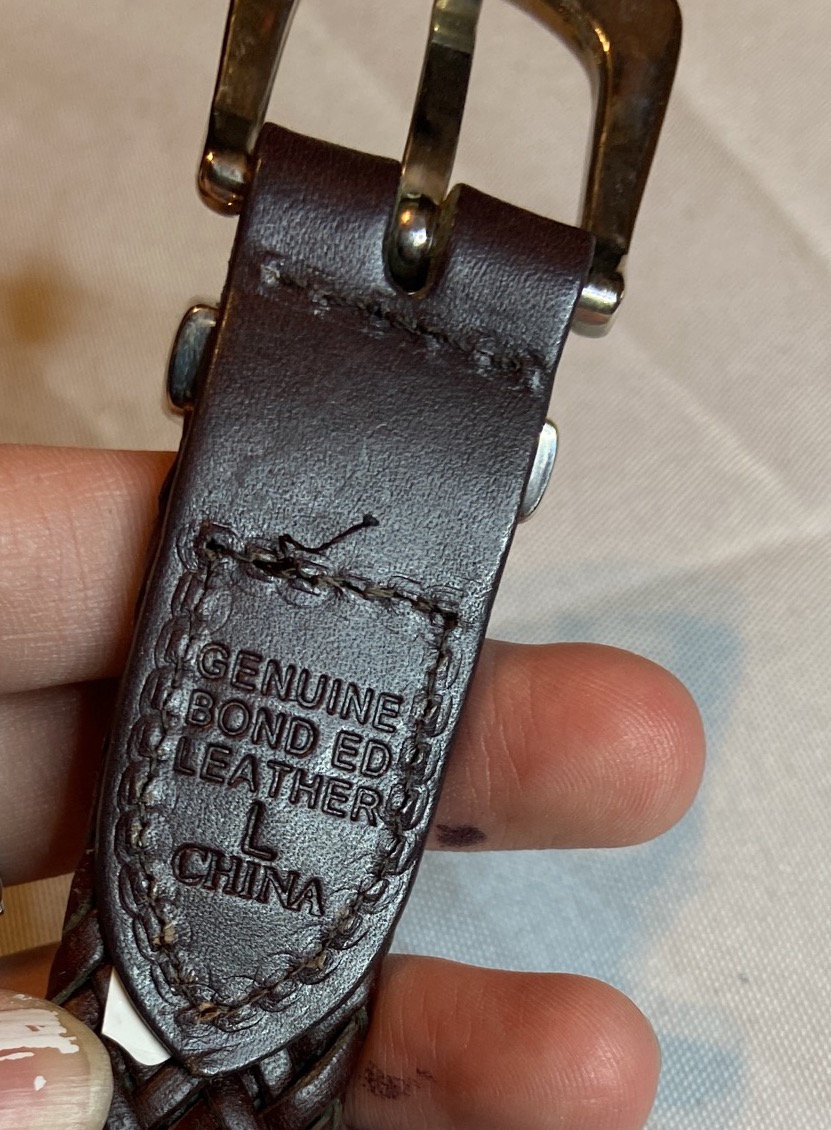 GENUINE
BOND ED
LEATHER
L
CHINA